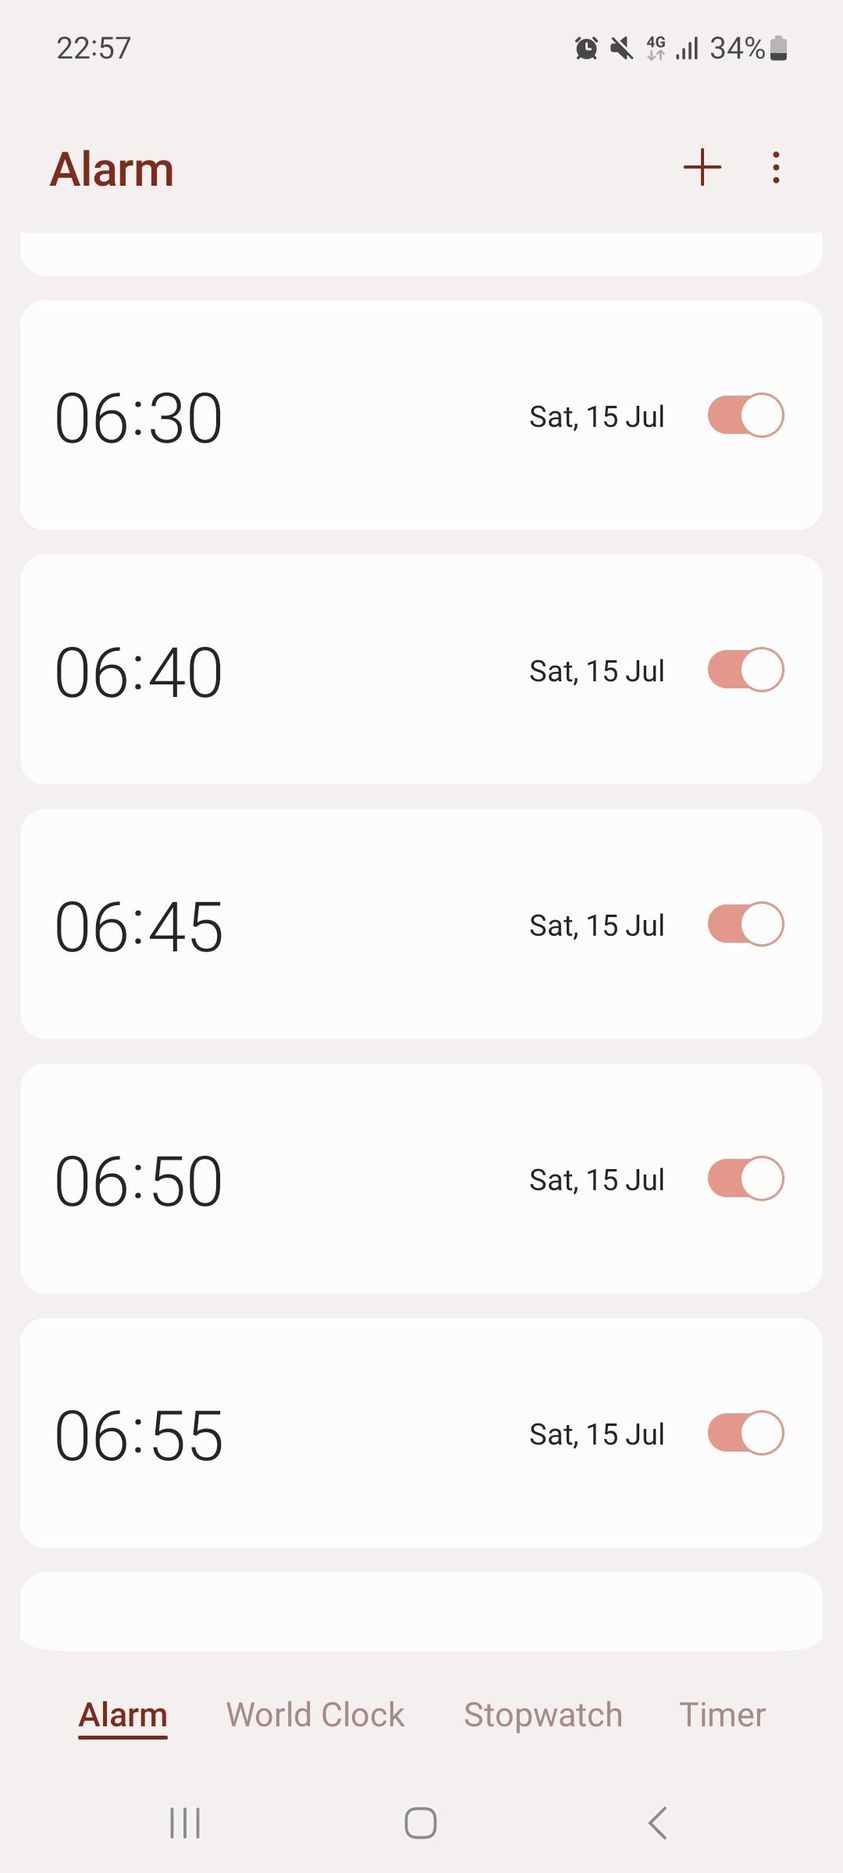 22:57 4G 34%
Alarm
06:30 Sat, 15 Jul
06:40 Sat, 15 Jul
06:45 Sat, 15 Jul
06:50 Sat, 15 Jul
06:55 Sat, 15 Jul
Alarm World Clock Stopwatch Timer